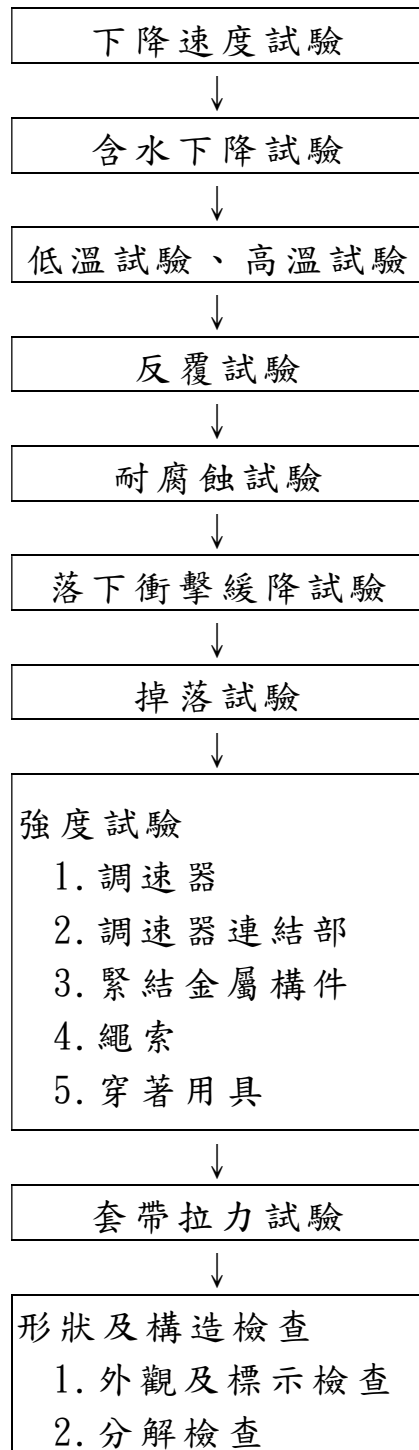 下降速度試驗
↓
含水下降試驗
↓
低溫試驗、高溫試驗
↓
反覆試驗
↓
耐腐蝕試驗
↓
落下衝擊緩降試驗
↓
掉落試驗
↓
強度試驗
1.調速器
2.調速器連結部
3.緊結金屬構件
4.繩索
5.穿著用具
↓
套帶拉力試驗
↓
形狀及構造檢查
1.外觀及標示檢查
2.分解檢查